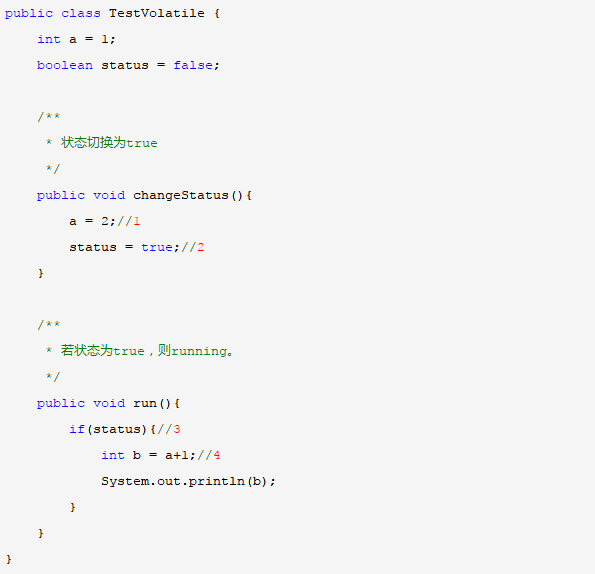 public class TestVolatile {
    int a = 1;
    boolean status = false;

    /**
     * 状态切换为true
     */
    public void changeStatus(){
        a = 2;//1
        status = true;//2
    }

    /**
     * 若状态为true，则running。
     */
    public void run(){
        if(status){//3
            int b = a+1;//4
            System.out.println(b);
        }
    }
}